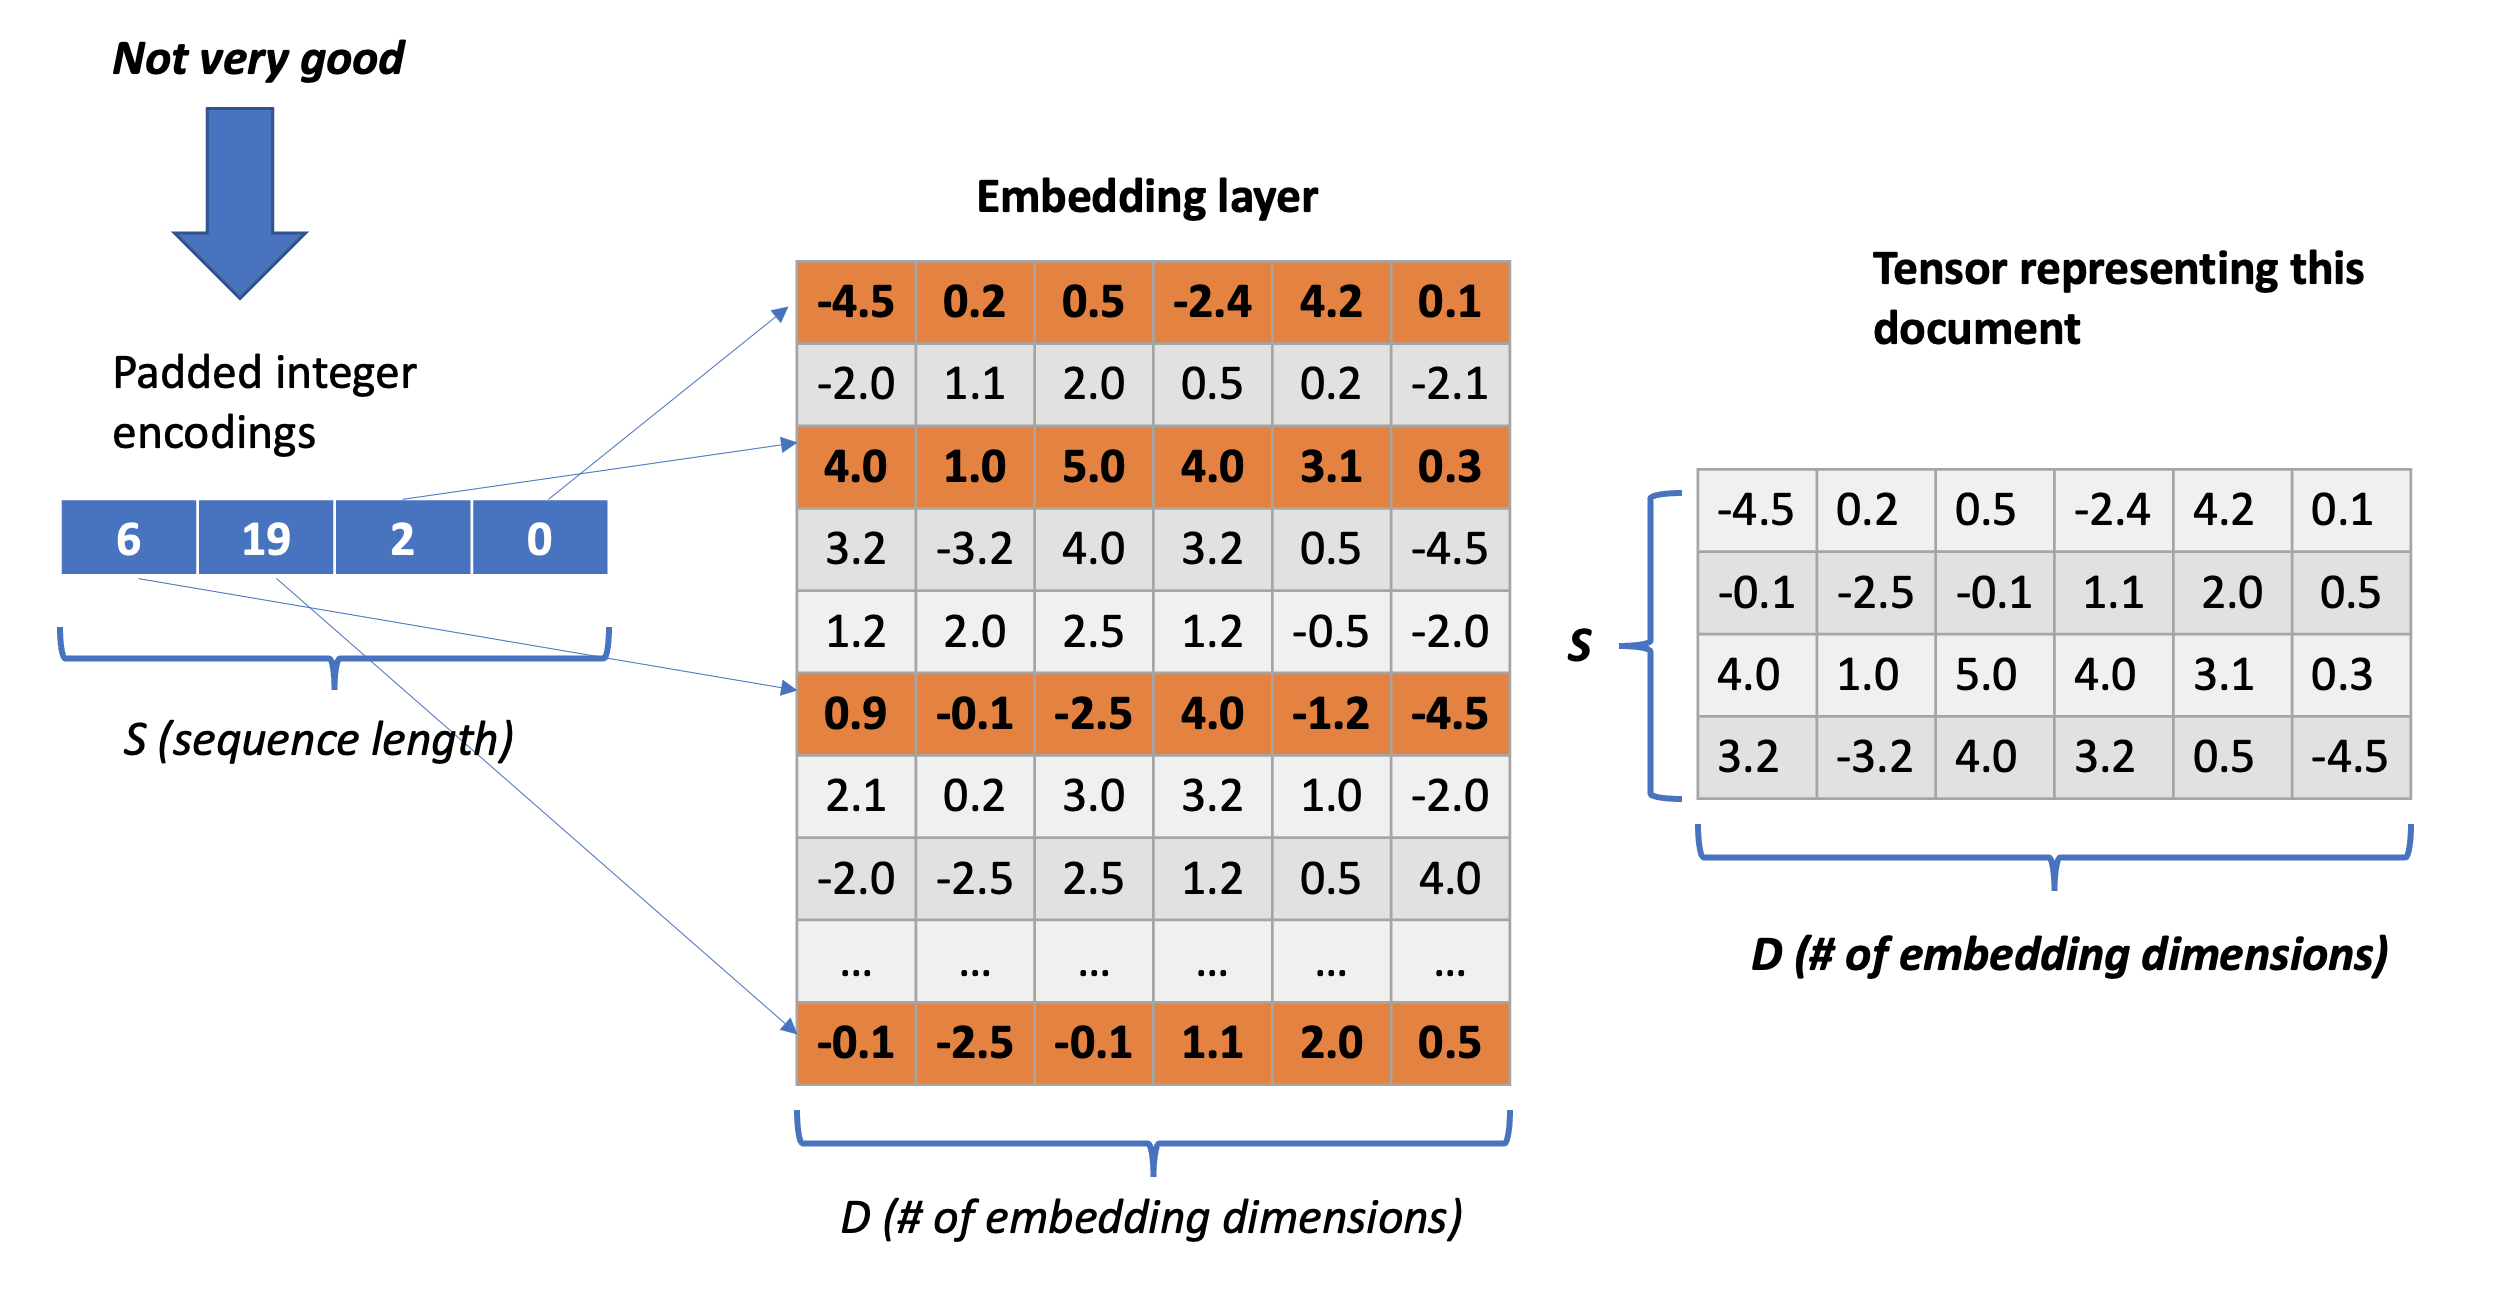 Not very good
Padded integer
encodings
6 19 2 0
S (sequence length)
Embedding layer
-4.5 0.2 0.5 -2.4 4.2 0.1
-2.0 1.1 2.0 0.5 0.2 -2.1
4.0 1.0 5.0 4.0 3.1 0.3
3.2 -3.2 4.0 3.2 0.5 -4.5
1.2 2.0 2.5 1.2 -0.5 -2.0
0.9 -0.1 -2.5 4.0 -1.2 -4.5
2.1 0.2 3.0 3.2 1.0 -2.0
-2.0 -2.5 2.5 1.2 0.5 4.0
... ... ... ... ... ...
-0.1 -2.5 -0.1 1.1 2.0 0.5
D (# of embedding dimensions)
Tensor representing this
document
-4.5 0.2 0.5 -2.4 4.2 0.1
-0.1 -2.5 -0.1 1.1 2.0 0.5
S
4.0 1.0 5.0 4.0 3.1 0.3
3.2 -3.2 4.0 3.2 0.5 -4.5
D (# of embedding dimensions)